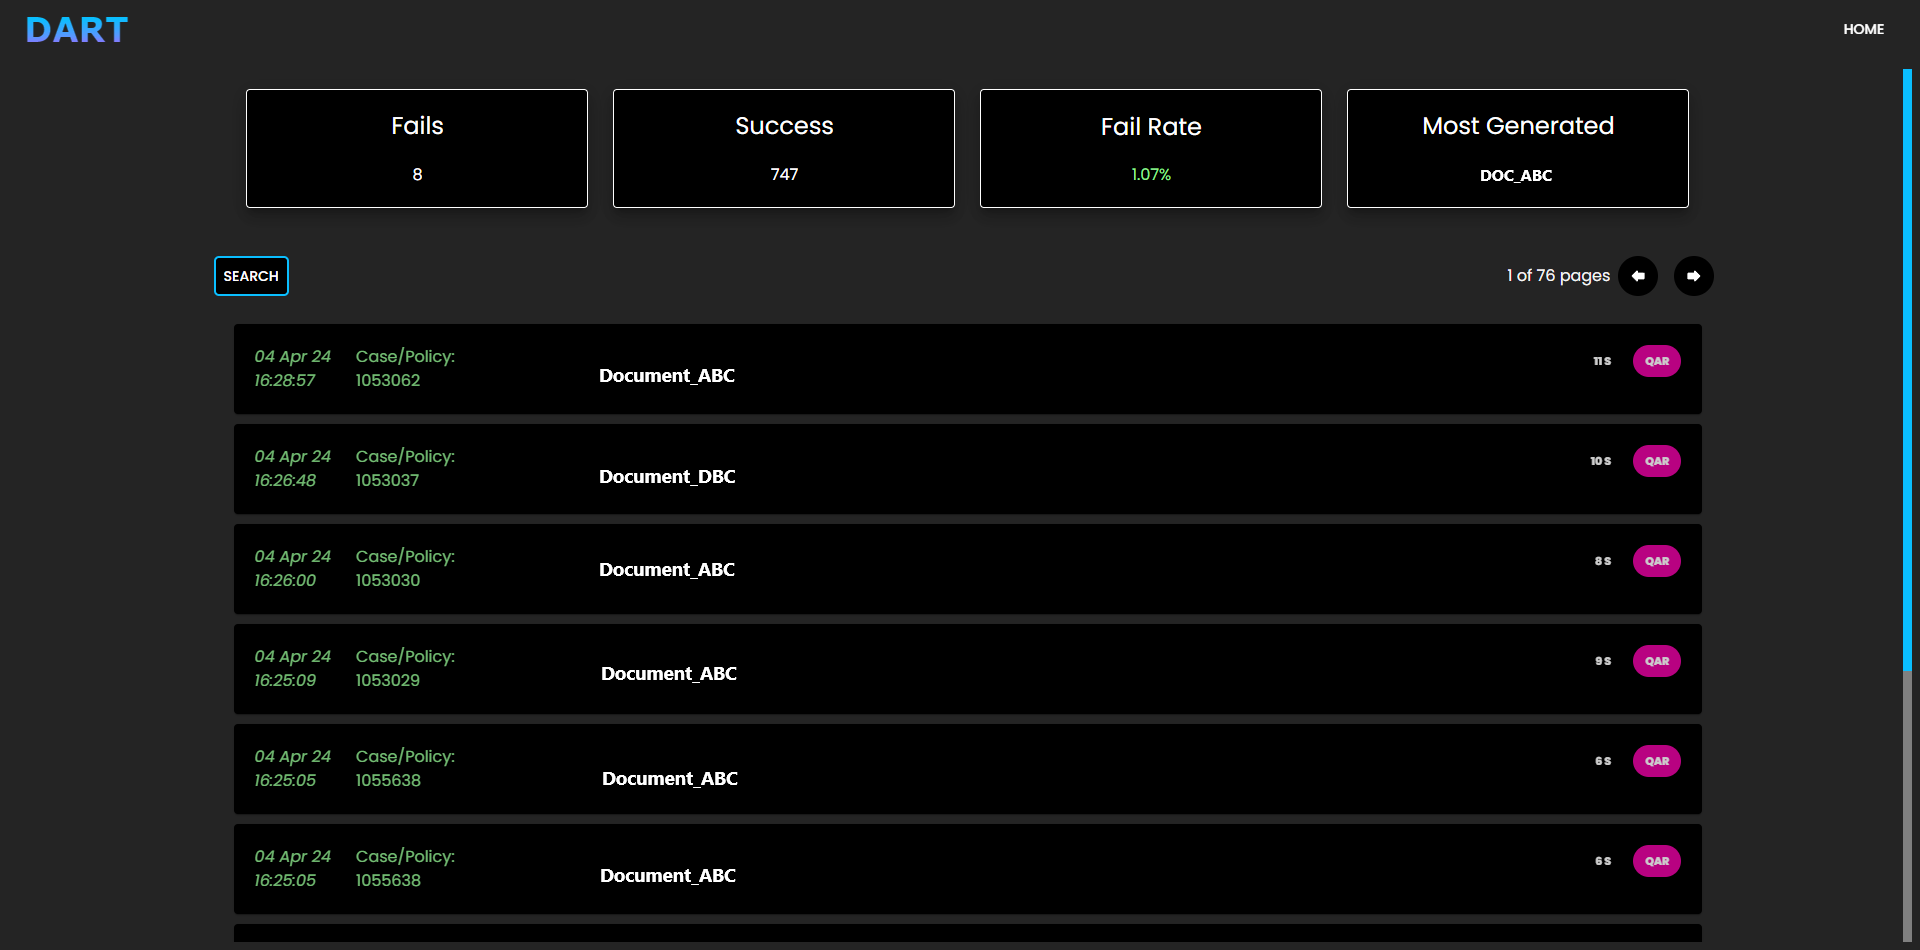 DART
HOME
Fails
8
Success
747
Fail Rate
1.07%
Most Generated
DOC_ABC
SEARCH
1 of 76 pages
04 Apr 24
16:28:57
Case/Policy:
1053062
Document_ABC
11 S
QAR
04 Apr 24
16:26:48
Case/Policy:
1053037
Document_DBC
10 S
QAR
04 Apr 24
16:26:00
Case/Policy:
1053030
Document_ABC
8 S
QAR
04 Apr 24
16:25:09
Case/Policy:
1053029
Document_ABC
9 S
QAR
04 Apr 24
16:25:05
Case/Policy:
1055638
Document_ABC
6 S
QAR
04 Apr 24
16:25:05
Case/Policy:
1055638
Document_ABC
6 S
QAR